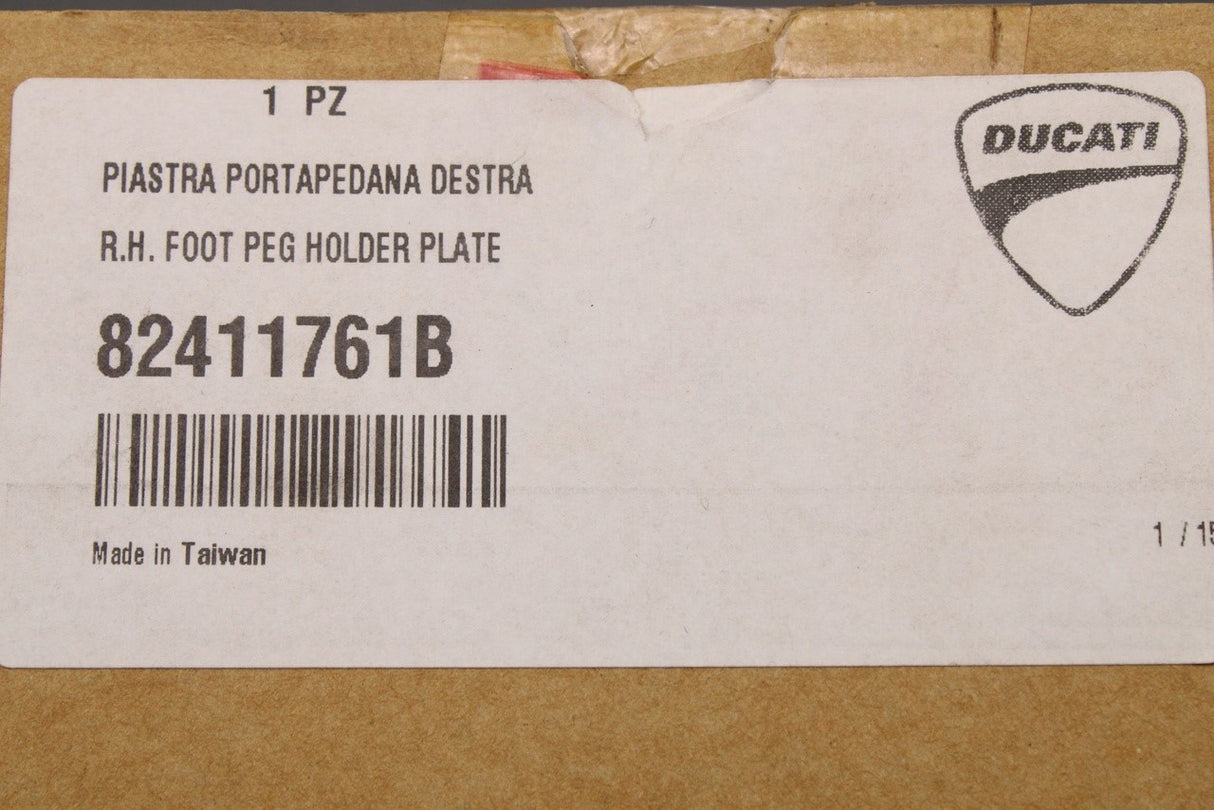 1 PZ
DUCATI
PIASTRA PORTAPEDANA DESTRA
R.H. FOOT PEG HOLDER PLATE
82411761B
Made in Taiwan
1 / 15